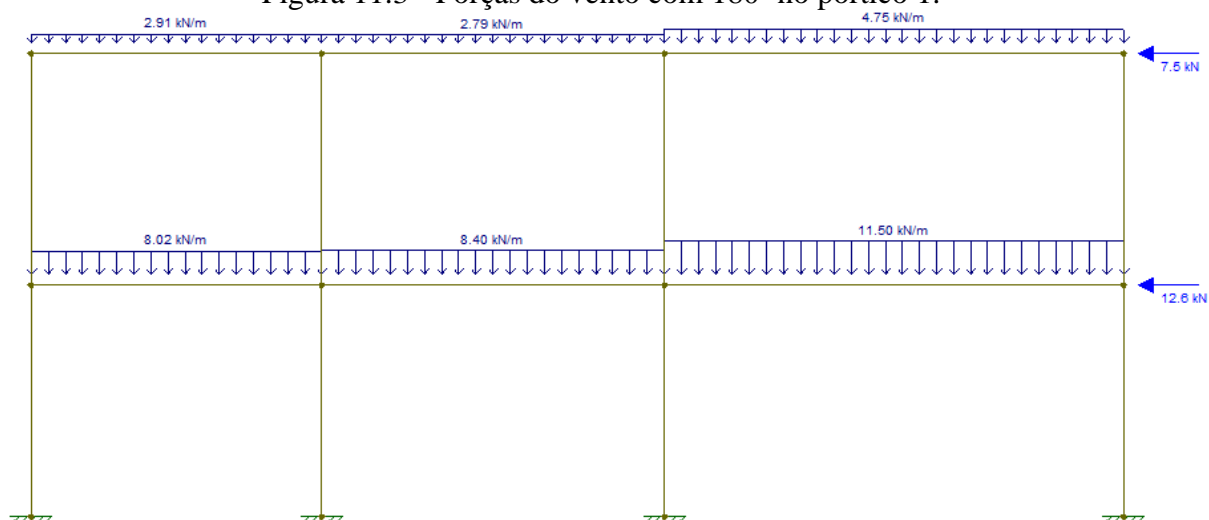 Figura 11.3 - Forças do vento com 180° no pórtico 1.
2.91 kN/m
2.79 kN/m
4.75 kN/m
7.5 kN
8.02 kN/m
8.40 kN/m
11.50 kN/m
12.6 kN